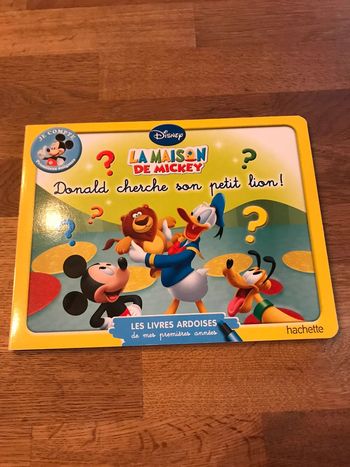 JE COMPTE
Disney
LA MAISON
DE MICKEY
Donald cherche son petit lion!
? ? ? ? ?
LES LIVRES ARDOISES
de mes premières années
hachette